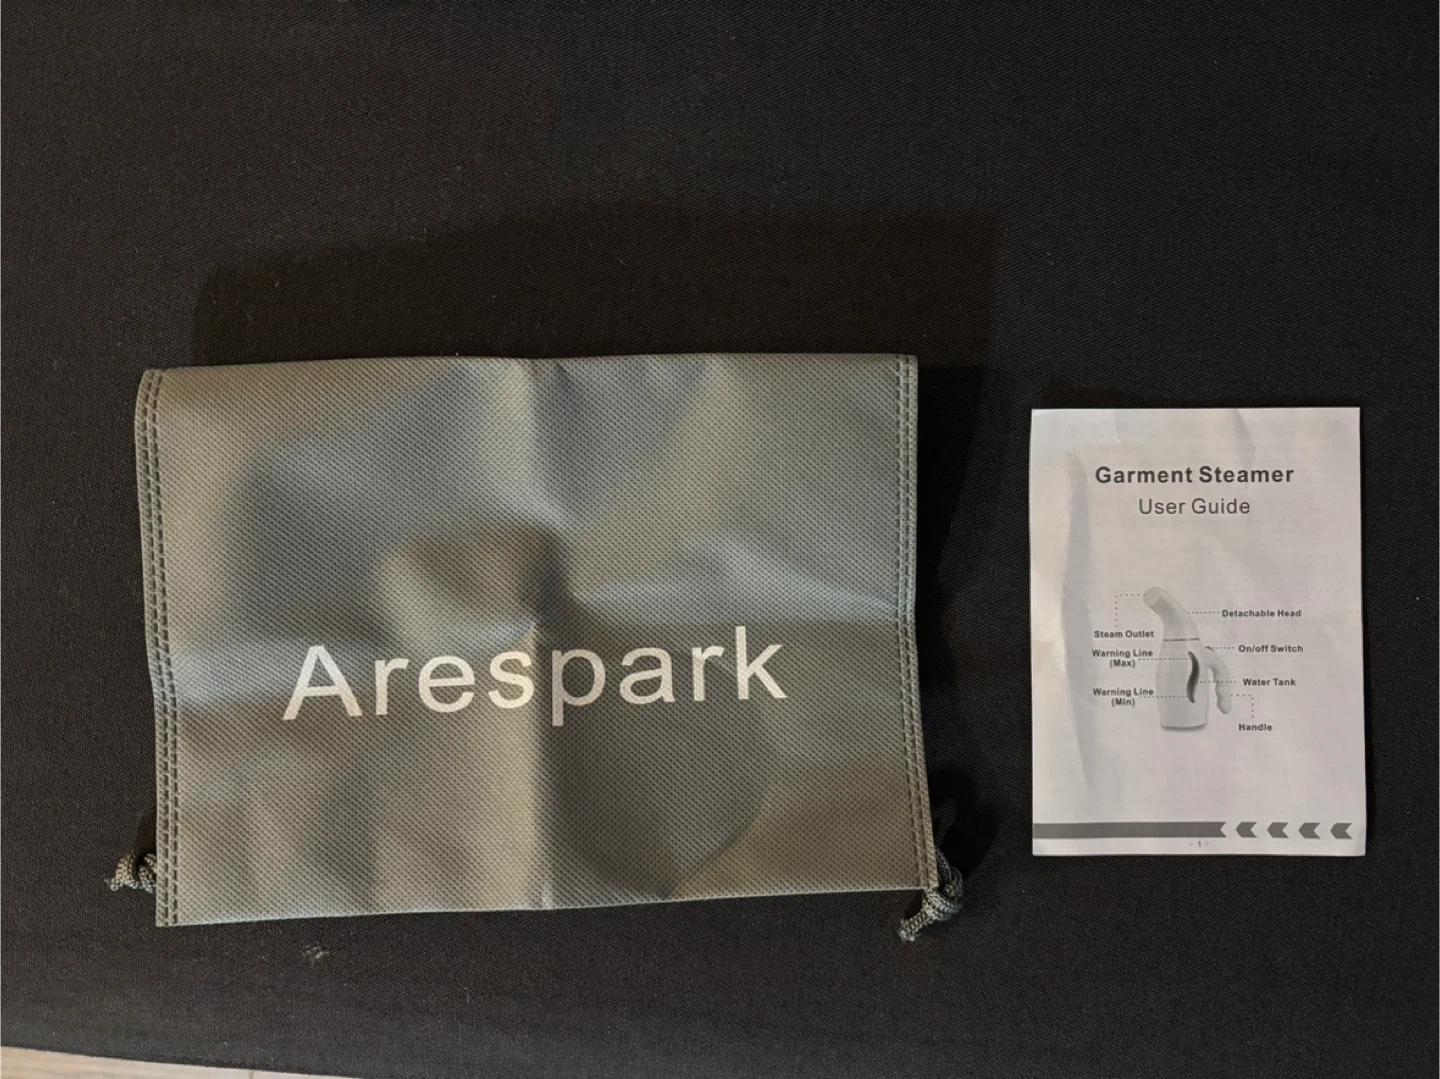 Arespark
Garment Steamer
User Guide
Detachable Head
Steam Outlet
On/off Switch
Warning Line
(Max)
Water Tank
Warning Line
(Min)
Handle
- 1 -